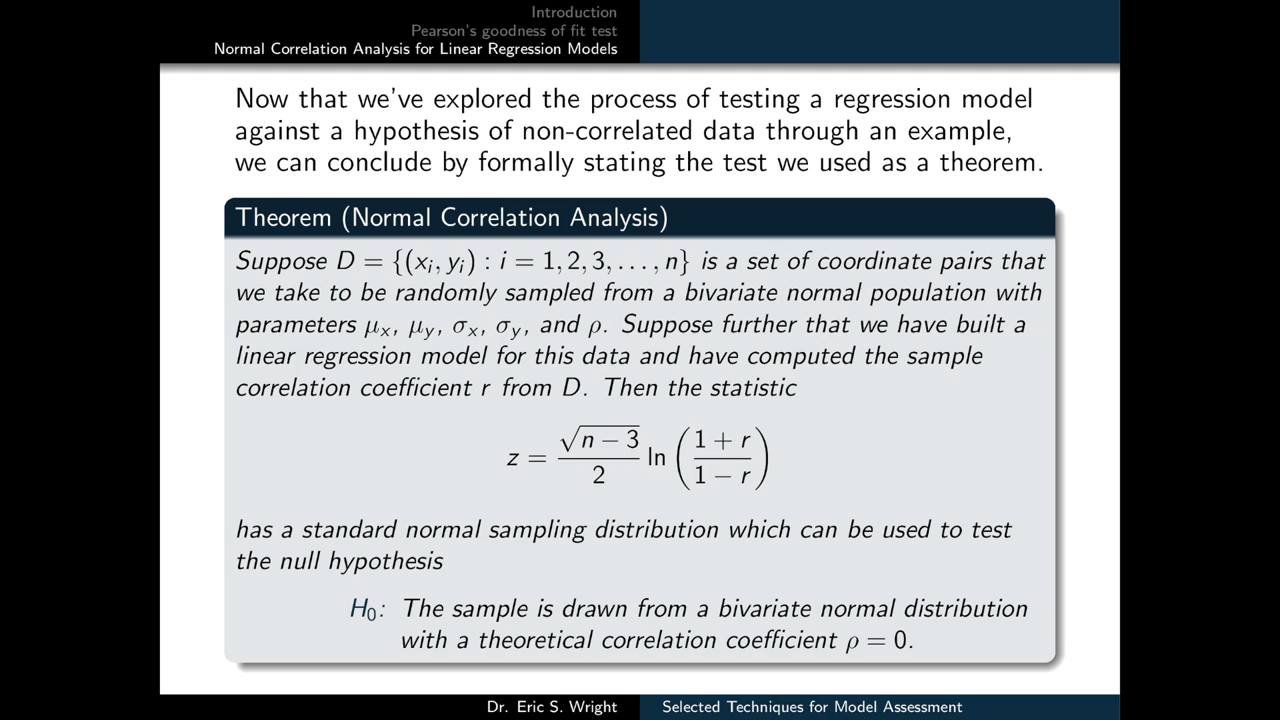 Introduction
Pearson's goodness of fit test
Normal Correlation Analysis for Linear Regression Models
Now that we've explored the process of testing a regression model
against a hypothesis of non-correlated data through an example,
we can conclude by formally stating the test we used as a theorem.
Theorem (Normal Correlation Analysis)
Suppose D = {(xᵢ, yᵢ) : i = 1, 2, 3, . . . , n} is a set of coordinate pairs that
we take to be randomly sampled from a bivariate normal population with
parameters μₓ, μ_y, σₓ, σ_y, and ρ. Suppose further that we have built a
linear regression model for this data and have computed the sample
correlation coefficient r from D. Then the statistic
z = √(n − 3)/2 ln((1 + r)/(1 − r))
has a standard normal sampling distribution which can be used to test
the null hypothesis
H₀: The sample is drawn from a bivariate normal distribution
with a theoretical correlation coefficient ρ = 0.
Dr. Eric S. Wright
Selected Techniques for Model Assessment